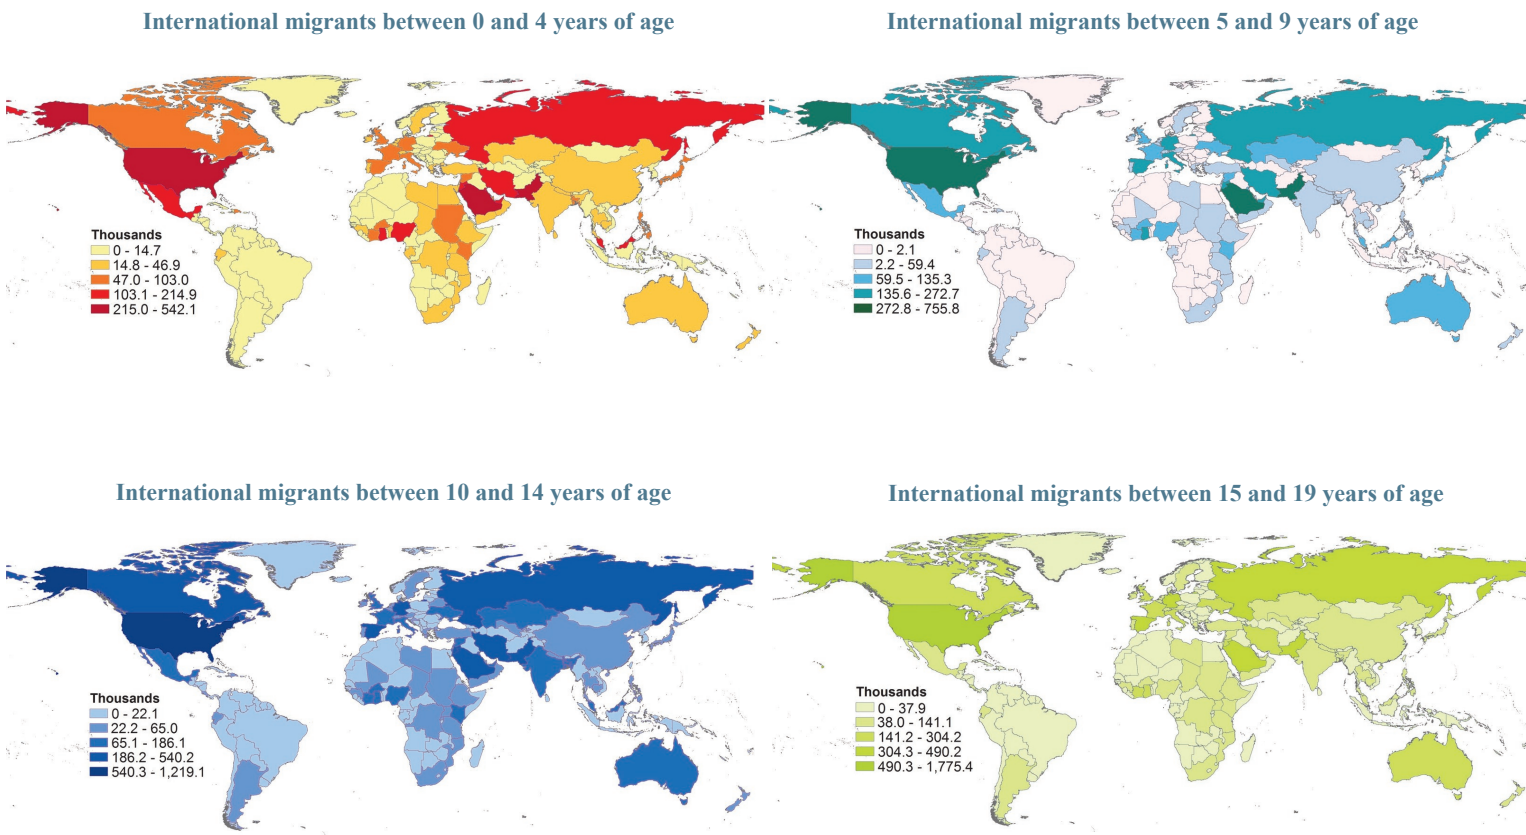 International migrants between 0 and 4 years of age
Thousands
0 - 14.7
14.8 - 46.9
47.0 - 103.0
103.1 - 214.9
215.0 - 542.1
International migrants between 5 and 9 years of age
Thousands
0 - 2.1
2.2 - 59.4
59.5 - 135.3
135.6 - 272.7
272.8 - 755.8
International migrants between 10 and 14 years of age
Thousands
0 - 22.1
22.2 - 65.0
65.1 - 186.1
186.2 - 540.2
540.3 - 1,219.1
International migrants between 15 and 19 years of age
Thousands
0 - 37.9
38.0 - 141.1
141.2 - 304.2
304.3 - 490.2
490.3 - 1,775.4